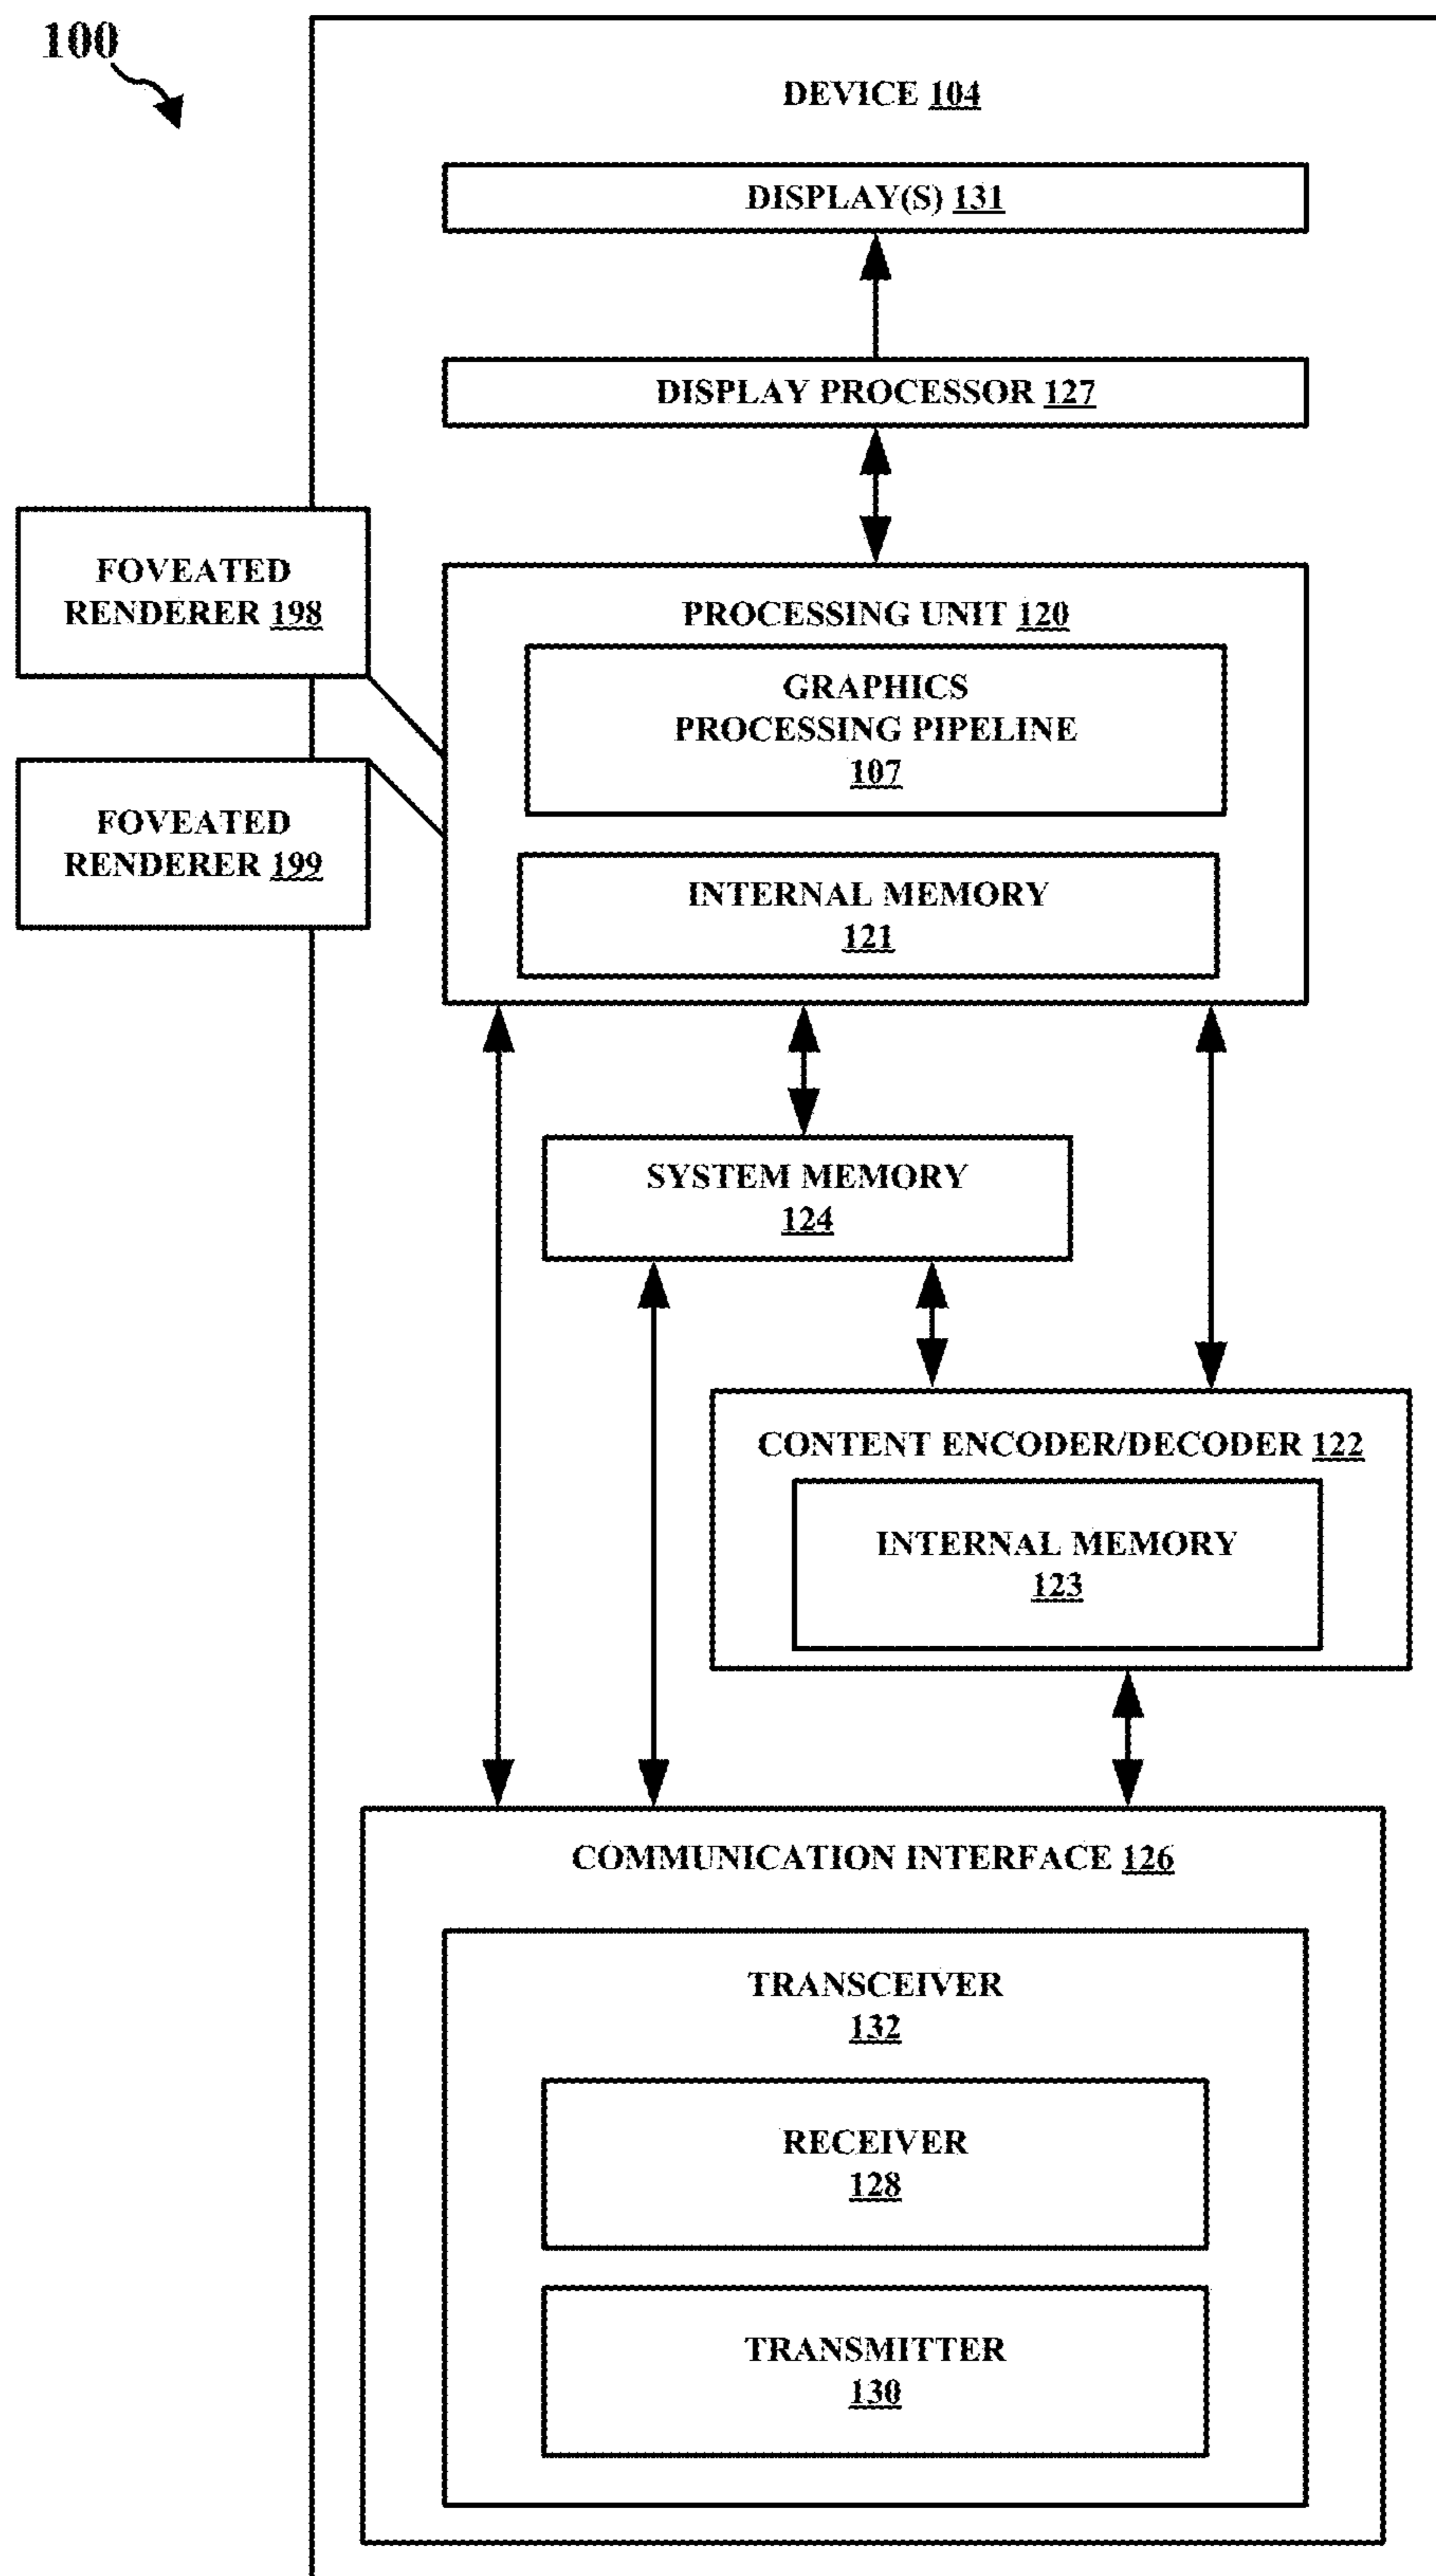 100
DEVICE 104
DISPLAY(S) 131
DISPLAY PROCESSOR 127
FOVEATED
RENDERER 198
PROCESSING UNIT 120
GRAPHICS
PROCESSING PIPELINE
107
FOVEATED
RENDERER 199
INTERNAL MEMORY
121
SYSTEM MEMORY
124
CONTENT ENCODER/DECODER 122
INTERNAL MEMORY
123
COMMUNICATION INTERFACE 126
TRANSCEIVER
132
RECEIVER
128
TRANSMITTER
130